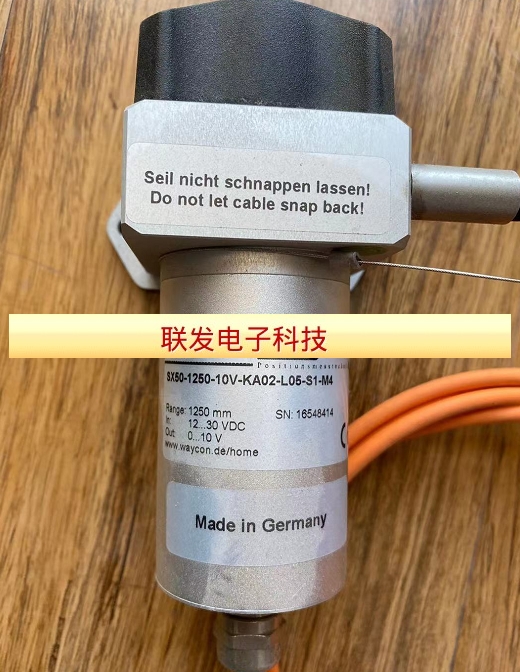 Seil nicht schnappen lassen!
Do not let cable snap back!
联发电子科技
Positionsmesstechnik
SX50-1250-10V-KA02-L05-S1-M4
Range: 1250 mm SN: 16548414
In: 12...30 VDC
Out: 0...10 V
www.waycon.de/home
Made in Germany